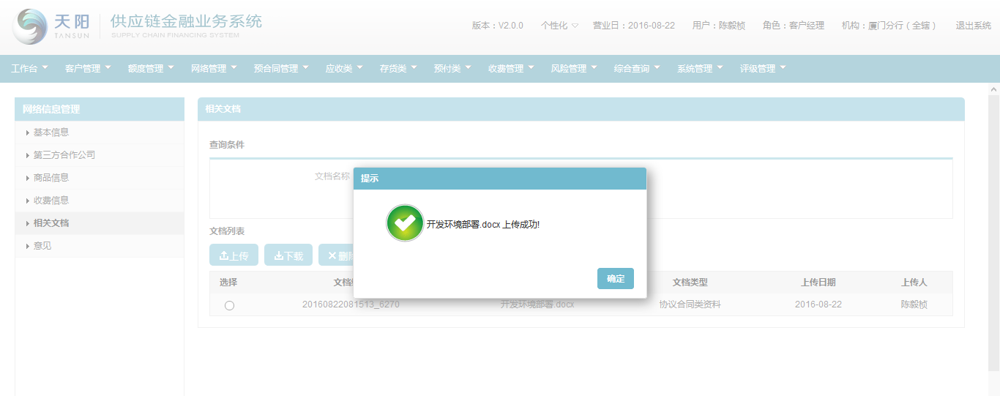 天阳
TANSUN
供应链金融业务系统
SUPPLY CHAIN FINANCING SYSTEM
版本：V2.0.0 个性化 营业日：2016-08-22 用户：陈毅桢 角色：客户经理 机构：厦门分行（全辖） 退出系统
工作台 客户管理 额度管理 网络管理 预合同管理 应收类 存货类 预付类 收费管理 风险管理 综合查询 系统管理 评级管理
网络信息管理
基本信息
第三方合作公司
商品信息
收费信息
相关文档
意见
相关文档
查询条件
文档名称
提示
开发环境部署.docx 上传成功!
确定
文档列表
上传 下载 删除
选择 文档 文档类型 上传日期 上传人
20160822081513_6270 开发环境部署.docx 协议合同类资料 2016-08-22 陈毅桢